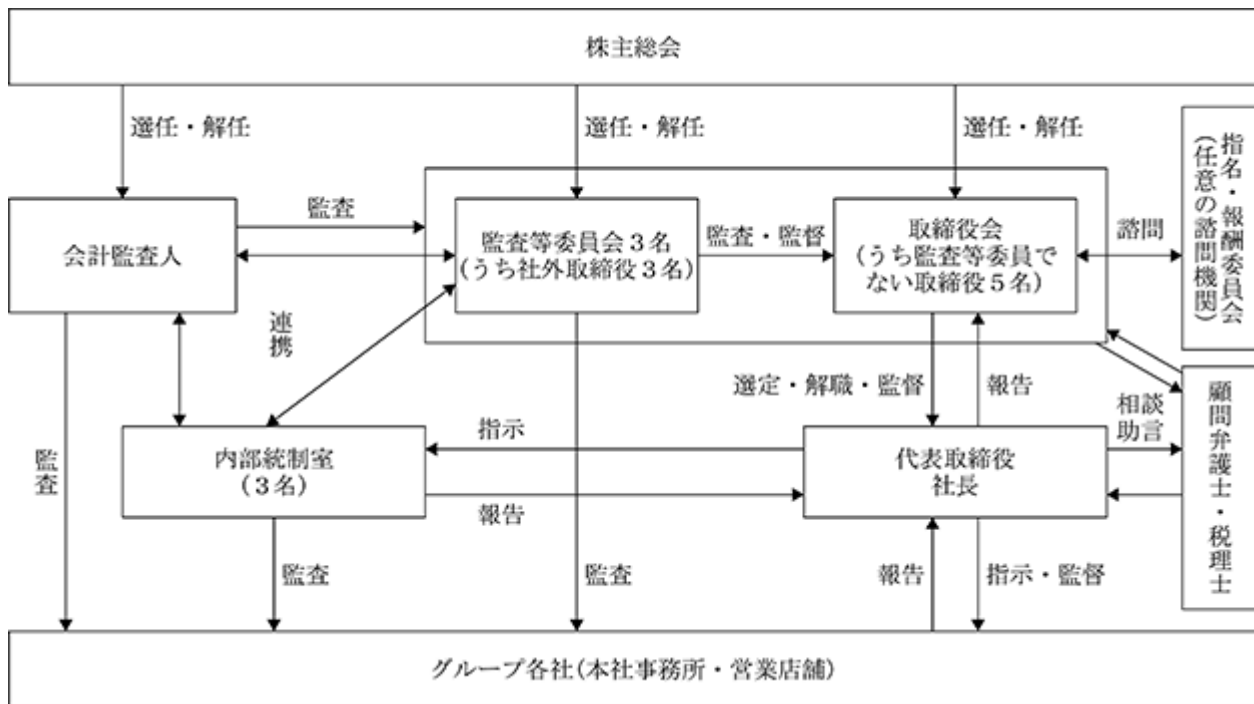 株主総会
選任・解任
選任・解任
選任・解任
指名・報酬委員会
(任意の諮問機関)
監査
会計監査人
監査等委員会3名
(うち社外取締役3名)
監査・監督
取締役会
(うち監査等委員で
ない取締役5名)
諮問
連携
選定・解職・監督
報告
相談
助言
顧問弁護士・税理士
監査
内部統制室
(3名)
指示
報告
代表取締役
社長
監査
監査
報告
指示・監督
グループ各社(本社事務所・営業店舗)